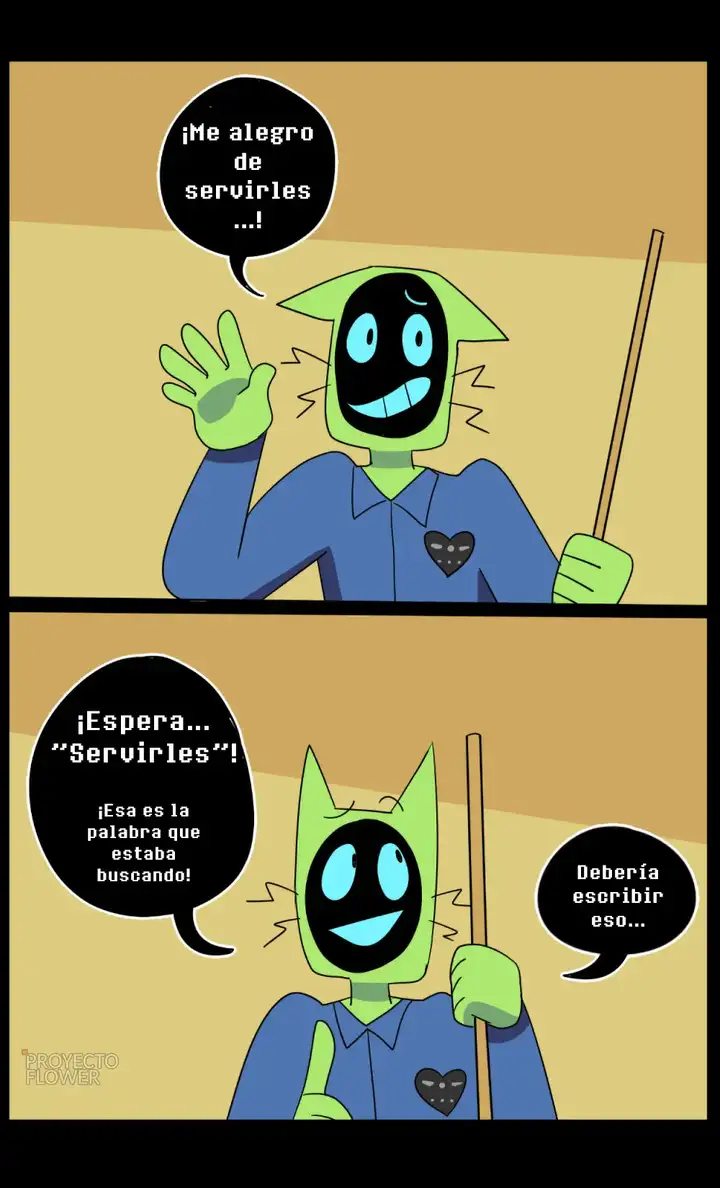 ¡Me alegro
de
servirles
...!
¡Espera...
"Servirles"!
¡Esa es la
palabra que
estaba
buscando!
Debería
escribir
eso...
PROYECTO
FLOWER